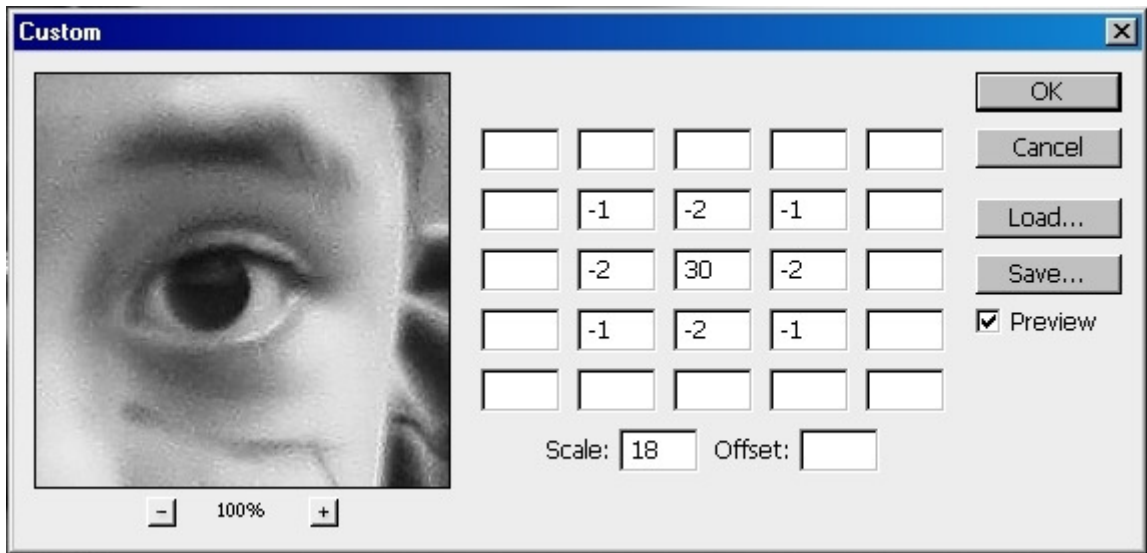 Custom
OK
Cancel
-1 -2 -1
Load...
-2 30 -2
Save...
-1 -2 -1
Preview
Scale: 18 Offset:
- 100% +